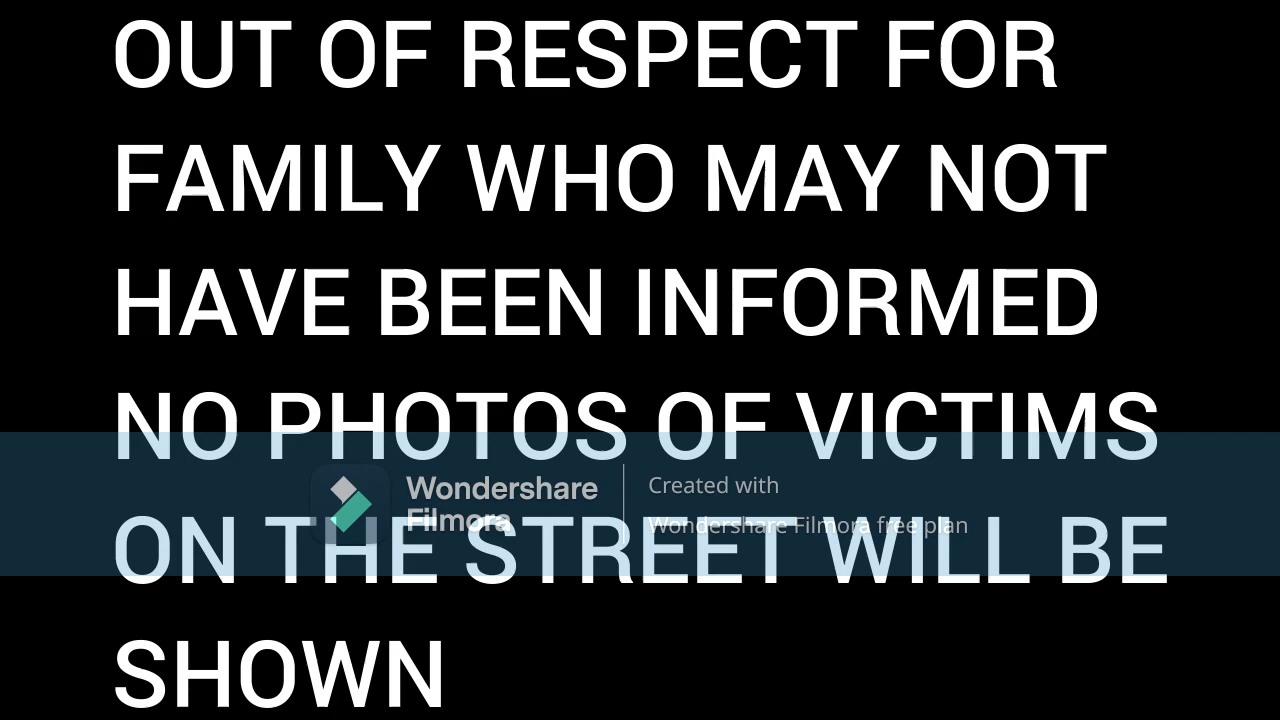 OUT OF RESPECT FOR
FAMILY WHO MAY NOT
HAVE BEEN INFORMED
NO PHOTOS OF VICTIMS
Wondershare
Filmora
Created with
Wondershare Filmora free plan
ON THE STREET WILL BE
SHOWN